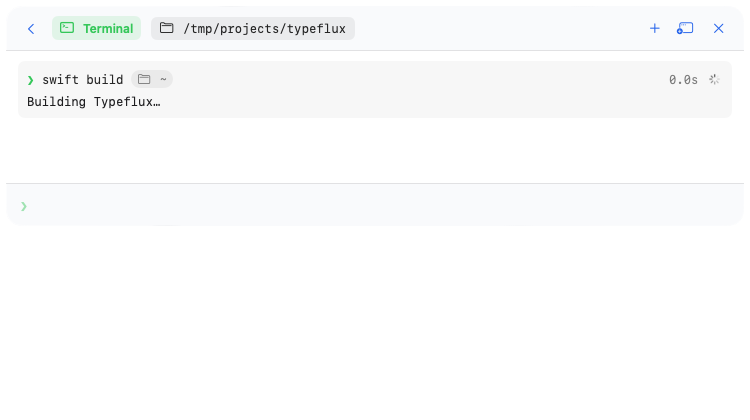 Terminal /tmp/projects/typeflux
❯ swift build ~ 0.0s
Building Typeflux…
❯